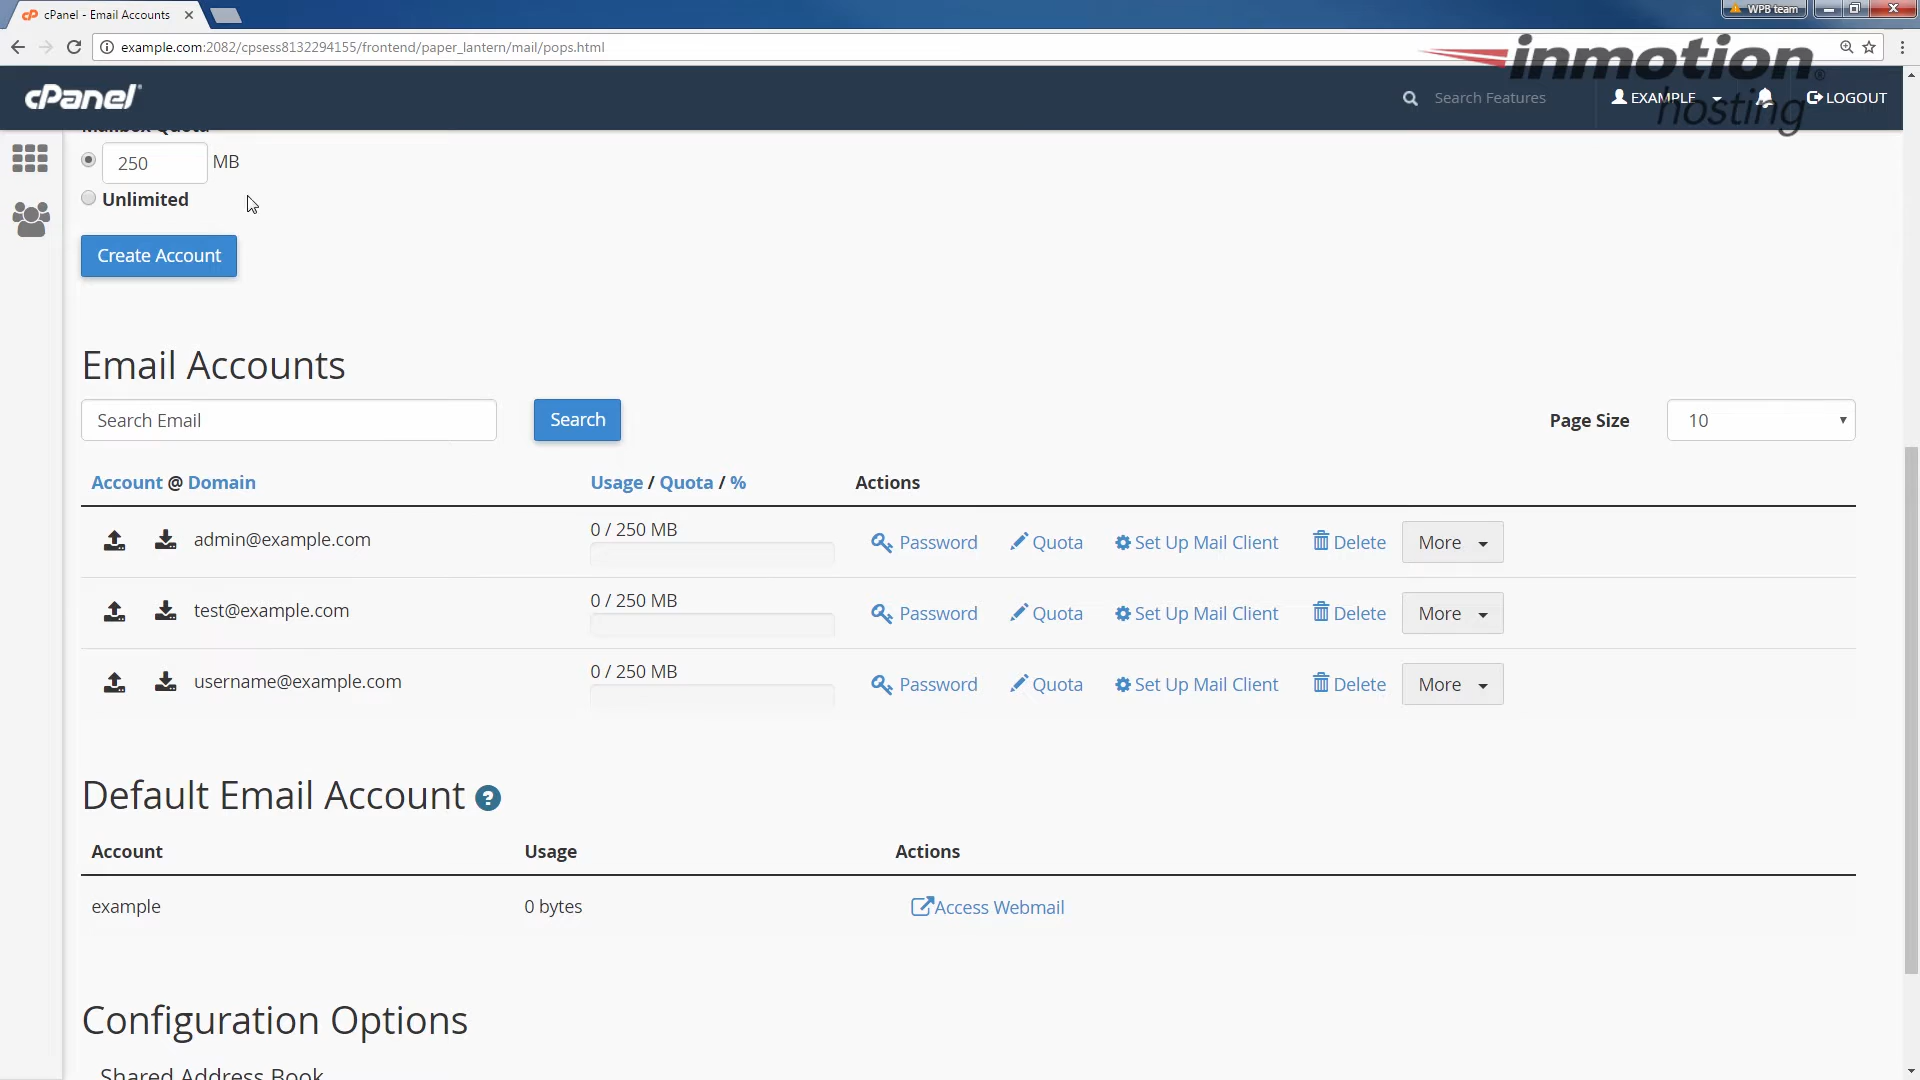 cPanel - Email Accounts
WPB team
example.com:2082/cpsess8132294155/frontend/paper_lantern/mail/pops.html
inmotion®
hosting
cPanel
Search Features
EXAMPLE
LOGOUT
Mailbox Quota
250 MB
Unlimited
Create Account
Email Accounts
Search Email Search Page Size 10
Account @ Domain Usage / Quota / % Actions
admin@example.com 0 / 250 MB Password Quota Set Up Mail Client Delete More
test@example.com 0 / 250 MB Password Quota Set Up Mail Client Delete More
username@example.com 0 / 250 MB Password Quota Set Up Mail Client Delete More
Default Email Account ?
Account Usage Actions
example 0 bytes Access Webmail
Configuration Options
Shared Address Book